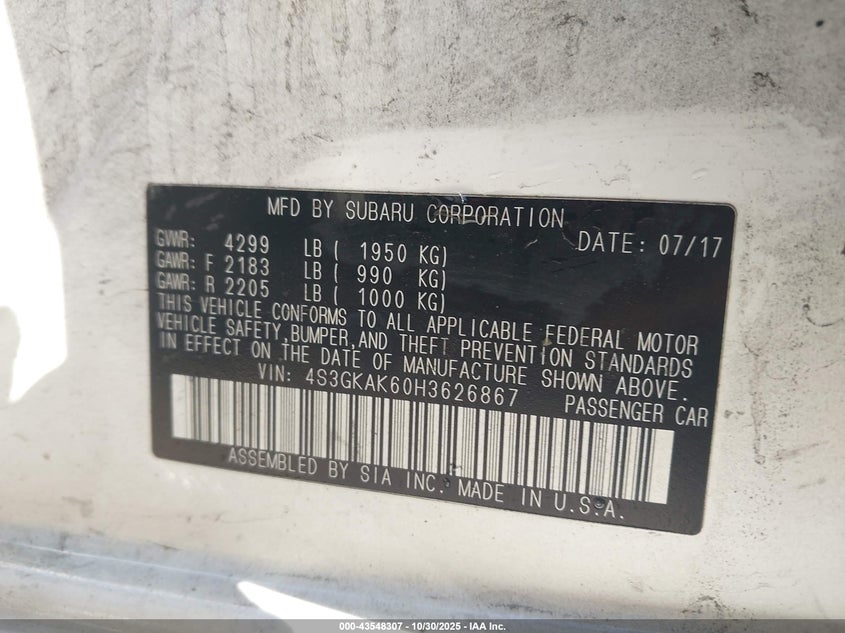 MFD BY SUBARU CORPORATION
DATE: 07/17
GVWR: 4299 LB ( 1950 KG)
GAWR: F 2183 LB ( 990 KG)
GAWR: R 2205 LB ( 1000 KG)
THIS VEHICLE CONFORMS TO ALL APPLICABLE FEDERAL MOTOR
VEHICLE SAFETY,BUMPER,AND THEFT PREVENTION STANDARDS
IN EFFECT ON THE DATE OF MANUFACTURE SHOWN ABOVE.
VIN: 4S3GKAK60H3626867 PASSENGER CAR
ASSEMBLED BY SIA INC. MADE IN U.S.A.
000-43548307 - 10/30/2025 - IAA Inc.